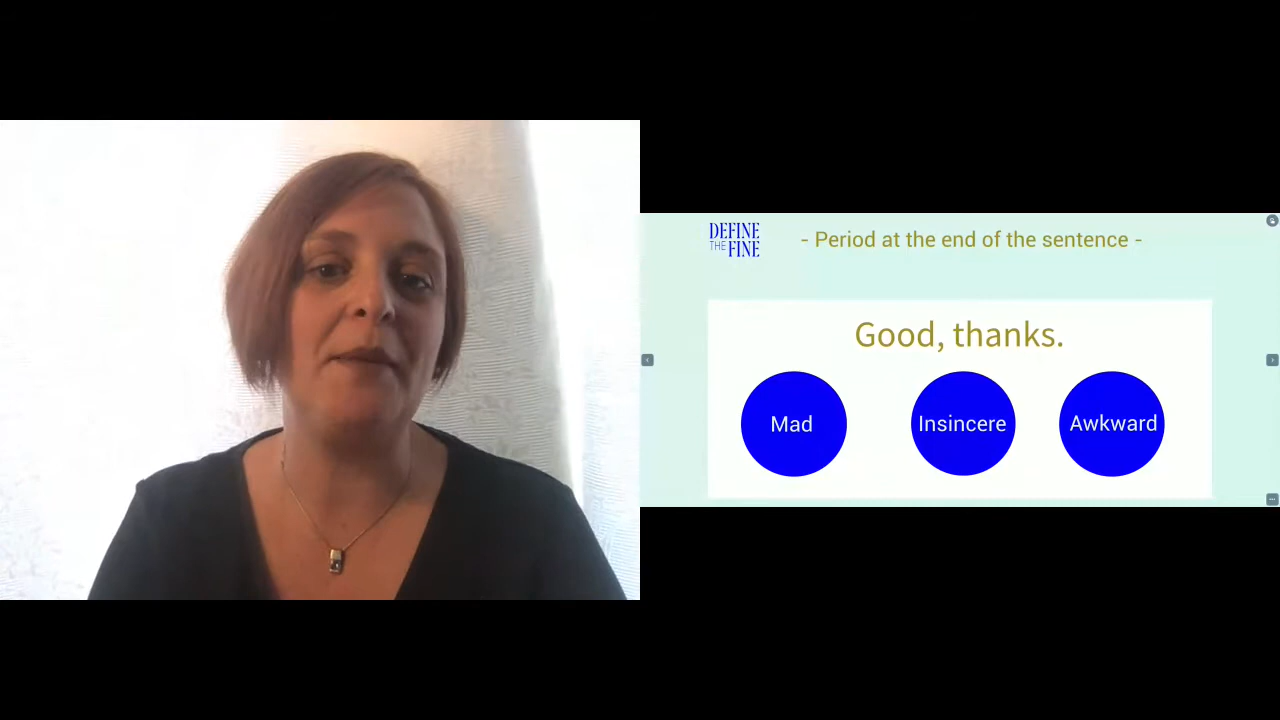 DEFINE
THE FINE
- Period at the end of the sentence -
Good, thanks.
Mad
Insincere
Awkward